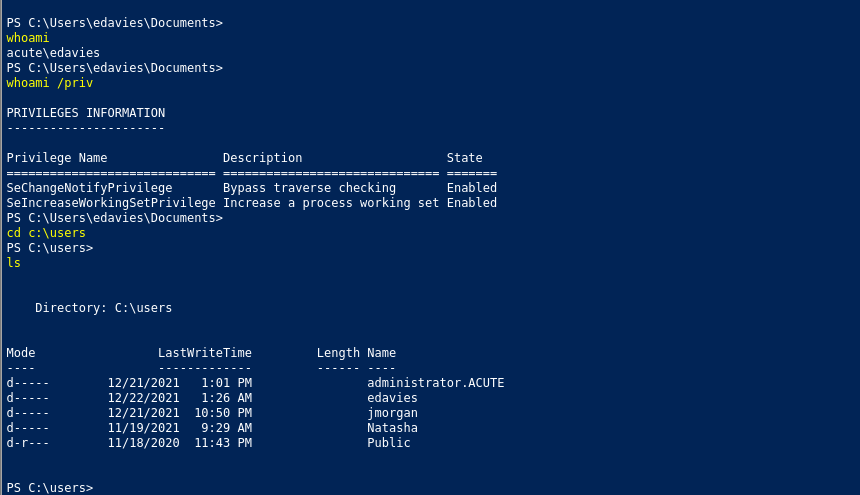 PS C:\Users\edavies\Documents>
whoami
acute\edavies
PS C:\Users\edavies\Documents>
whoami /priv
PRIVILEGES INFORMATION
----------------------
Privilege Name                Description                    State
============================= ============================== =======
SeChangeNotifyPrivilege       Bypass traverse checking       Enabled
SeIncreaseWorkingSetPrivilege Increase a process working set Enabled
PS C:\Users\edavies\Documents>
cd c:\users
PS C:\users>
ls
    Directory: C:\users
Mode                 LastWriteTime         Length Name
----                 -------------         ------ ----
d-----        12/21/2021   1:01 PM                administrator.ACUTE
d-----        12/22/2021   1:26 AM                edavies
d-----        12/21/2021  10:50 PM                jmorgan
d-----        11/19/2021   9:29 AM                Natasha
d-r---        11/18/2020  11:43 PM                Public
PS C:\users>